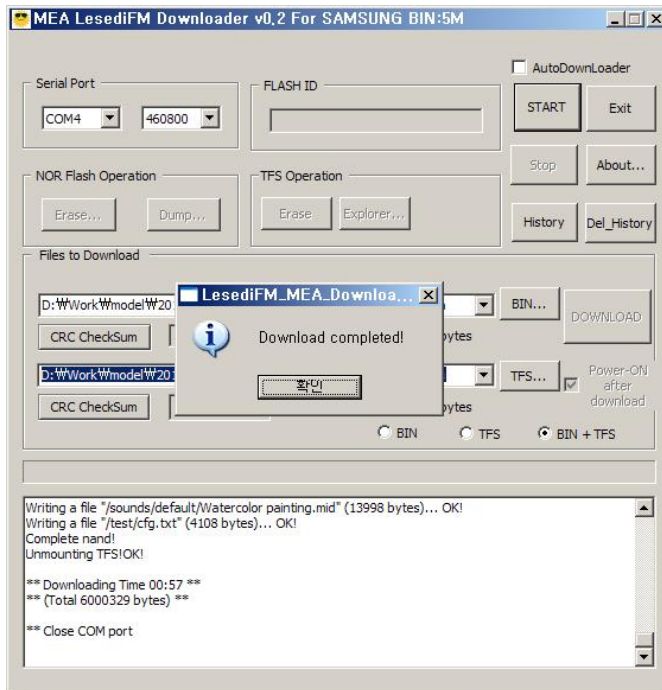 MEA LesediFM Downloader v0,2 For SAMSUNG BIN:5M
AutoDownLoader
Serial Port
FLASH ID
COM4
460800
START
Exit
Stop
About...
NOR Flash Operation
TFS Operation
Erase...
Dump...
Erase
Explorer...
History
Del_History
Files to Download
LesediFM_MEA_Downloa...
D:₩Work₩model₩20
BIN...
DOWNLOAD
CRC CheckSum
Download completed!
bytes
D:₩Work₩model₩201
확인
TFS...
Power-ON
after
download
CRC CheckSum
bytes
BIN
TFS
BIN + TFS
Writing a file "/sounds/default/Watercolor painting.mid" (13998 bytes)... OK!
Writing a file "/test/cfg.txt" (4108 bytes)... OK!
Complete nand!
Unmounting TFS!OK!
** Downloading Time 00:57 **
** (Total 6000329 bytes) **
** Close COM port